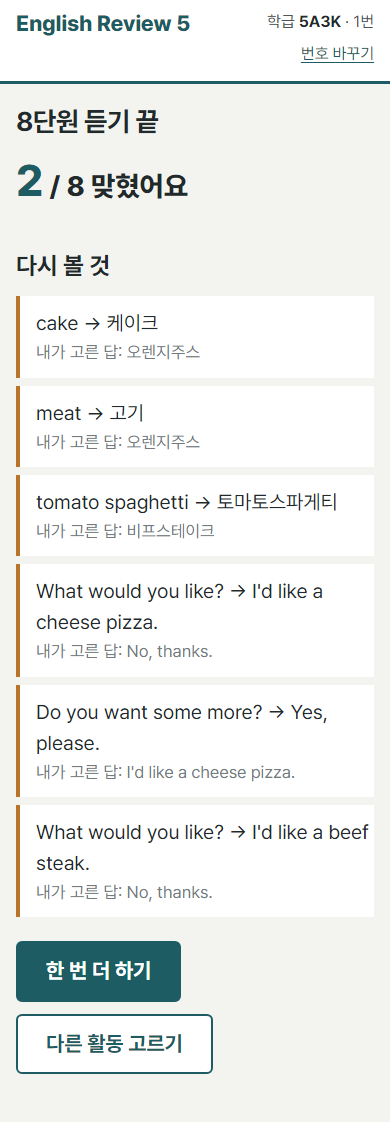 English Review 5
학급 5A3K · 1번
번호 바꾸기
8단원 듣기 끝
2 / 8 맞혔어요
다시 볼 것
cake → 케이크
내가 고른 답: 오렌지주스
meat → 고기
내가 고른 답: 오렌지주스
tomato spaghetti → 토마토스파게티
내가 고른 답: 비프스테이크
What would you like? → I'd like a
cheese pizza.
내가 고른 답: No, thanks.
Do you want some more? → Yes,
please.
내가 고른 답: I'd like a cheese pizza.
What would you like? → I'd like a beef
steak.
내가 고른 답: No, thanks.
한 번 더 하기
다른 활동 고르기